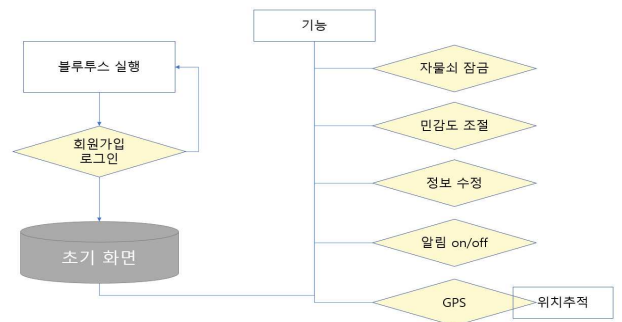 기능
블루투스 실행
회원가입
로그인
초기 화면
자물쇠 잠금
민감도 조절
정보 수정
알림 on/off
GPS
위치추적